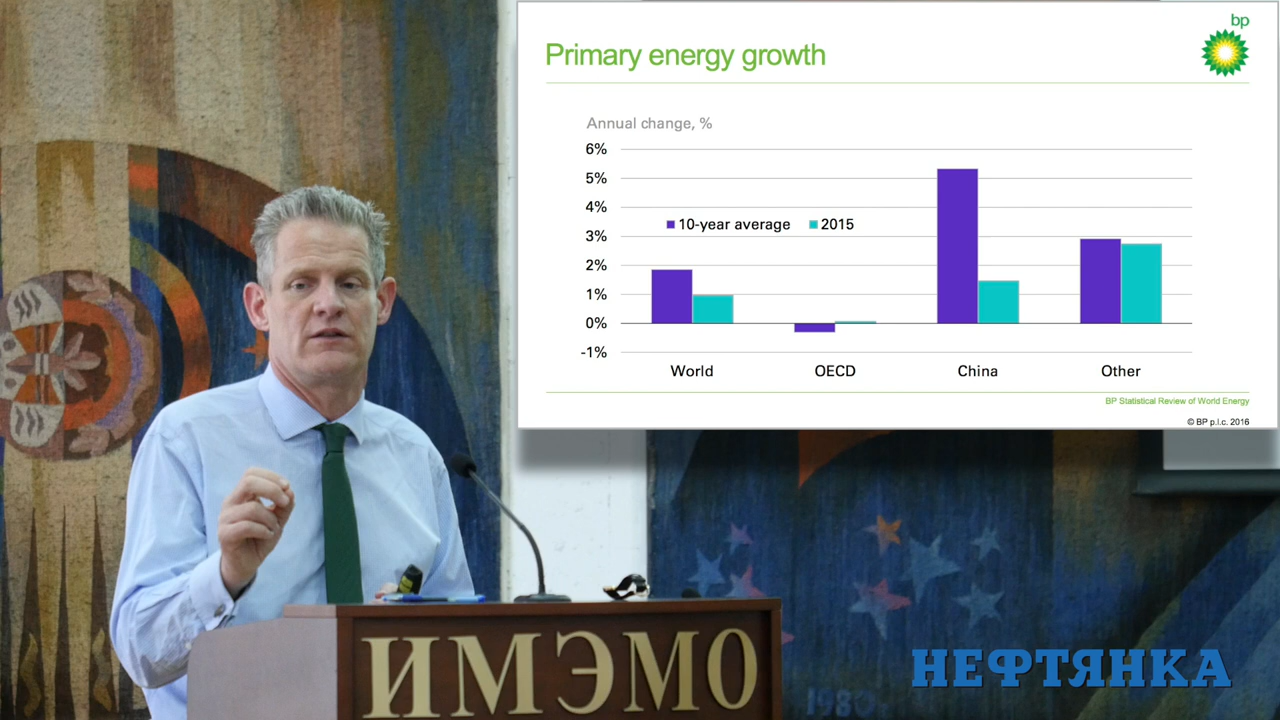 bp
Primary energy growth
Annual change, %
6%
5%
4%
3%
2%
1%
0%
-1%
10-year average
2015
World
OECD
China
Other
BP Statistical Review of World Energy
© BP p.l.c. 2016
ИМЭМО
НЕФТЯНКА
198